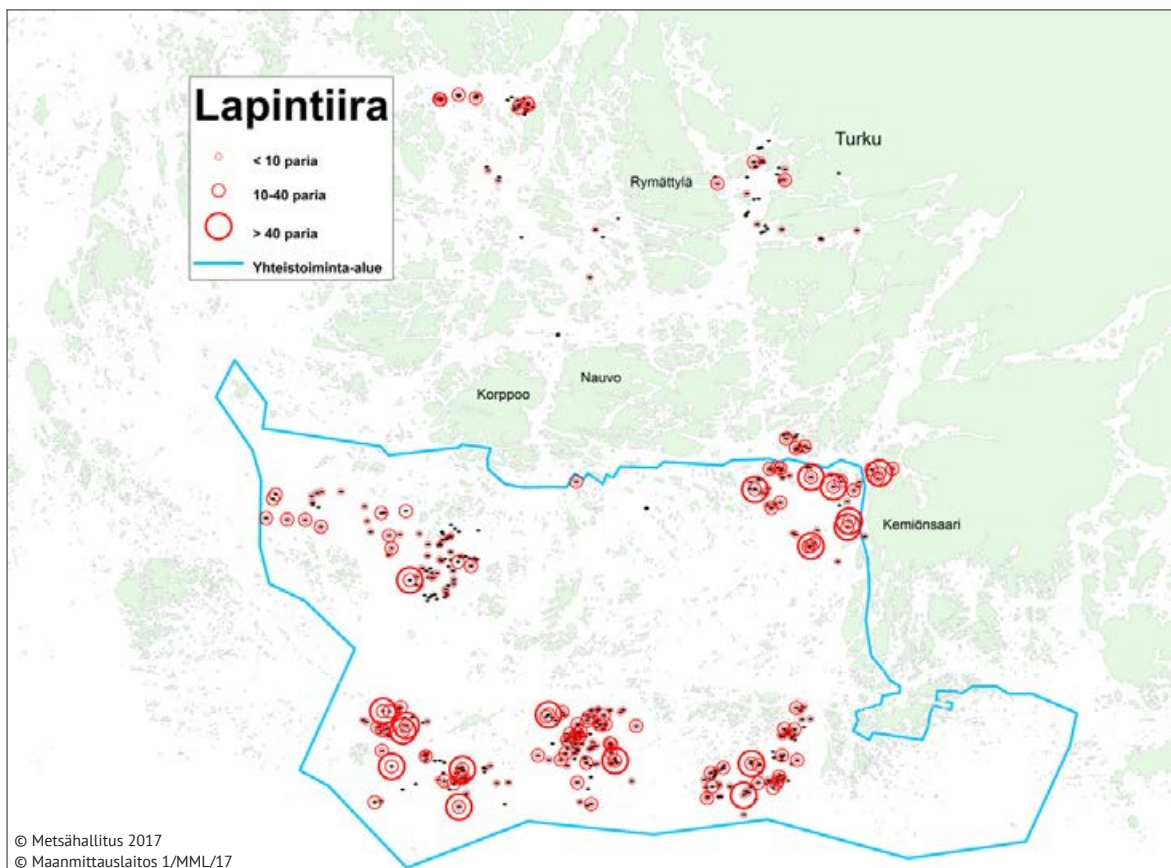 Lapintiira
< 10 paria
10-40 paria
> 40 paria
Yhteistoiminta-alue
Turku
Rymättylä
Nauvo
Korppoo
Kemiönsaari
© Metsähallitus 2017
© Maanmittauslaitos 1/MML/17